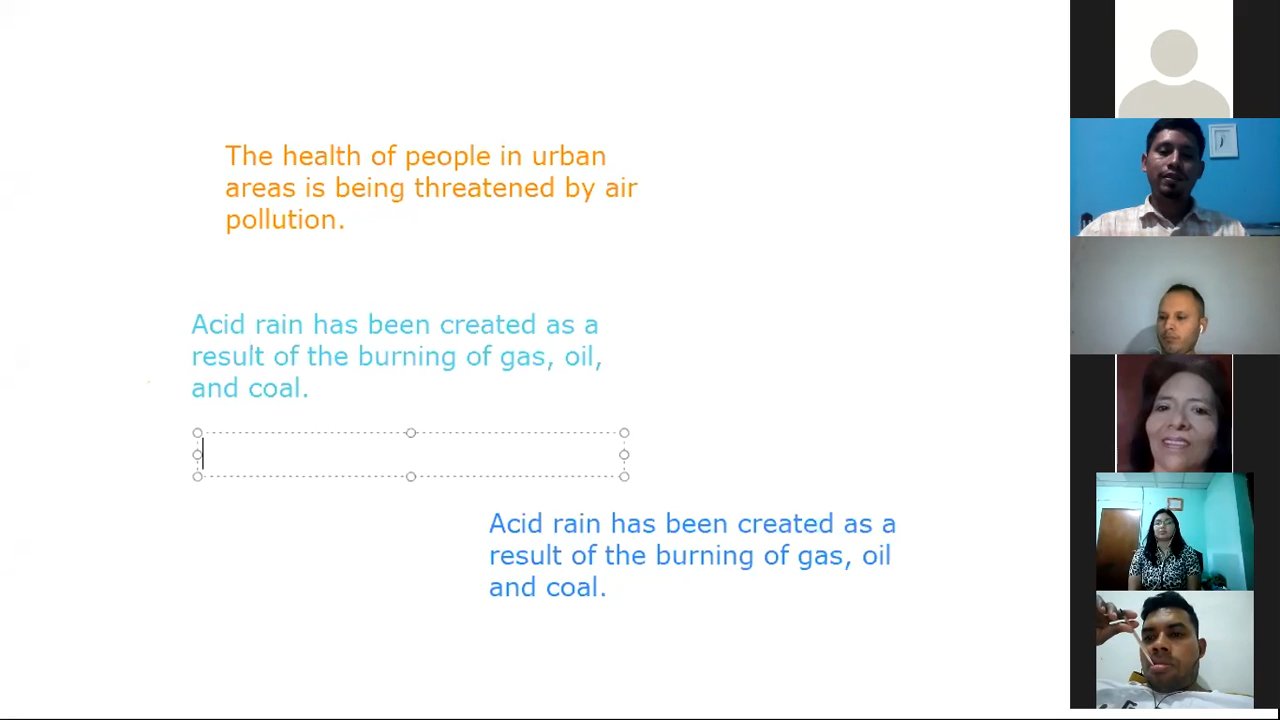 The health of people in urban
areas is being threatened by air
pollution.
Acid rain has been created as a
result of the burning of gas, oil,
and coal.
Acid rain has been created as a
result of the burning of gas, oil
and coal.